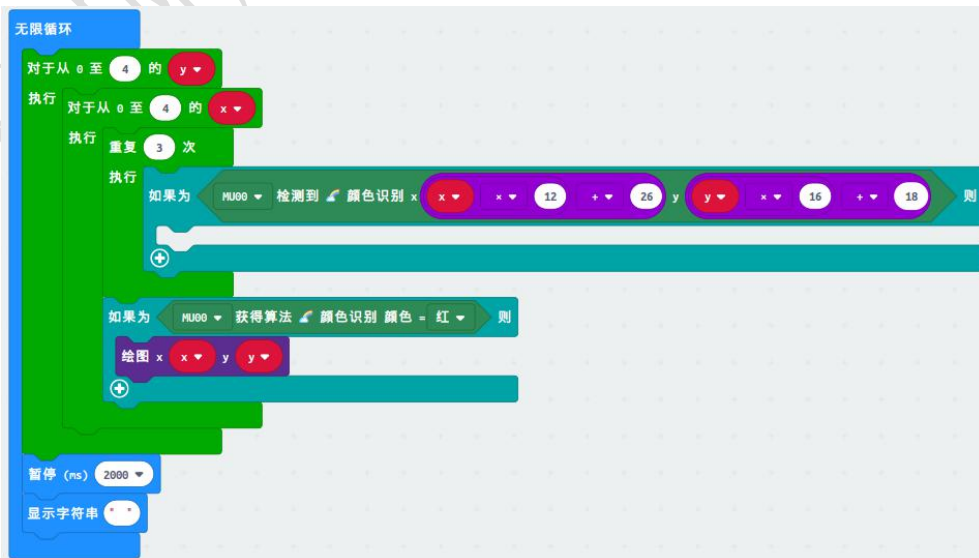 无限循环
对于从 0 至 4 的 y
执行 对于从 0 至 4 的 x
执行 重复 3 次
执行 如果为 MU00 检测到 颜色识别 x x × 12 + 26 y y × 16 + 18 则
如果为 MU00 获得算法 颜色识别 颜色 = 红 则
绘图 x x y y
暂停 (ms) 2000
显示字符串 " "